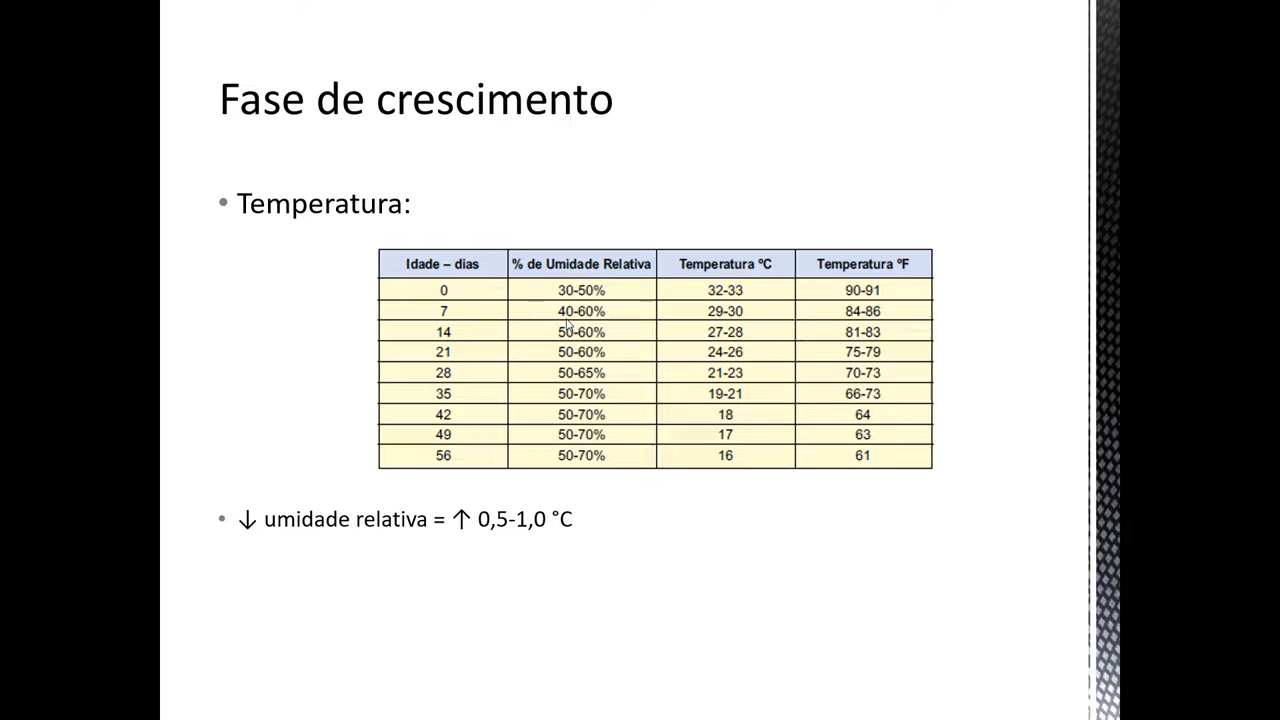 Fase de crescimento
• Temperatura:
Idade – dias % de Umidade Relativa Temperatura ºC Temperatura ºF
0 30-50% 32-33 90-91
7 40-60% 29-30 84-86
14 50-60% 27-28 81-83
21 50-60% 24-26 75-79
28 50-65% 21-23 70-73
35 50-70% 19-21 66-73
42 50-70% 18 64
49 50-70% 17 63
56 50-70% 16 61
• ↓ umidade relativa = ↑ 0,5-1,0 °C